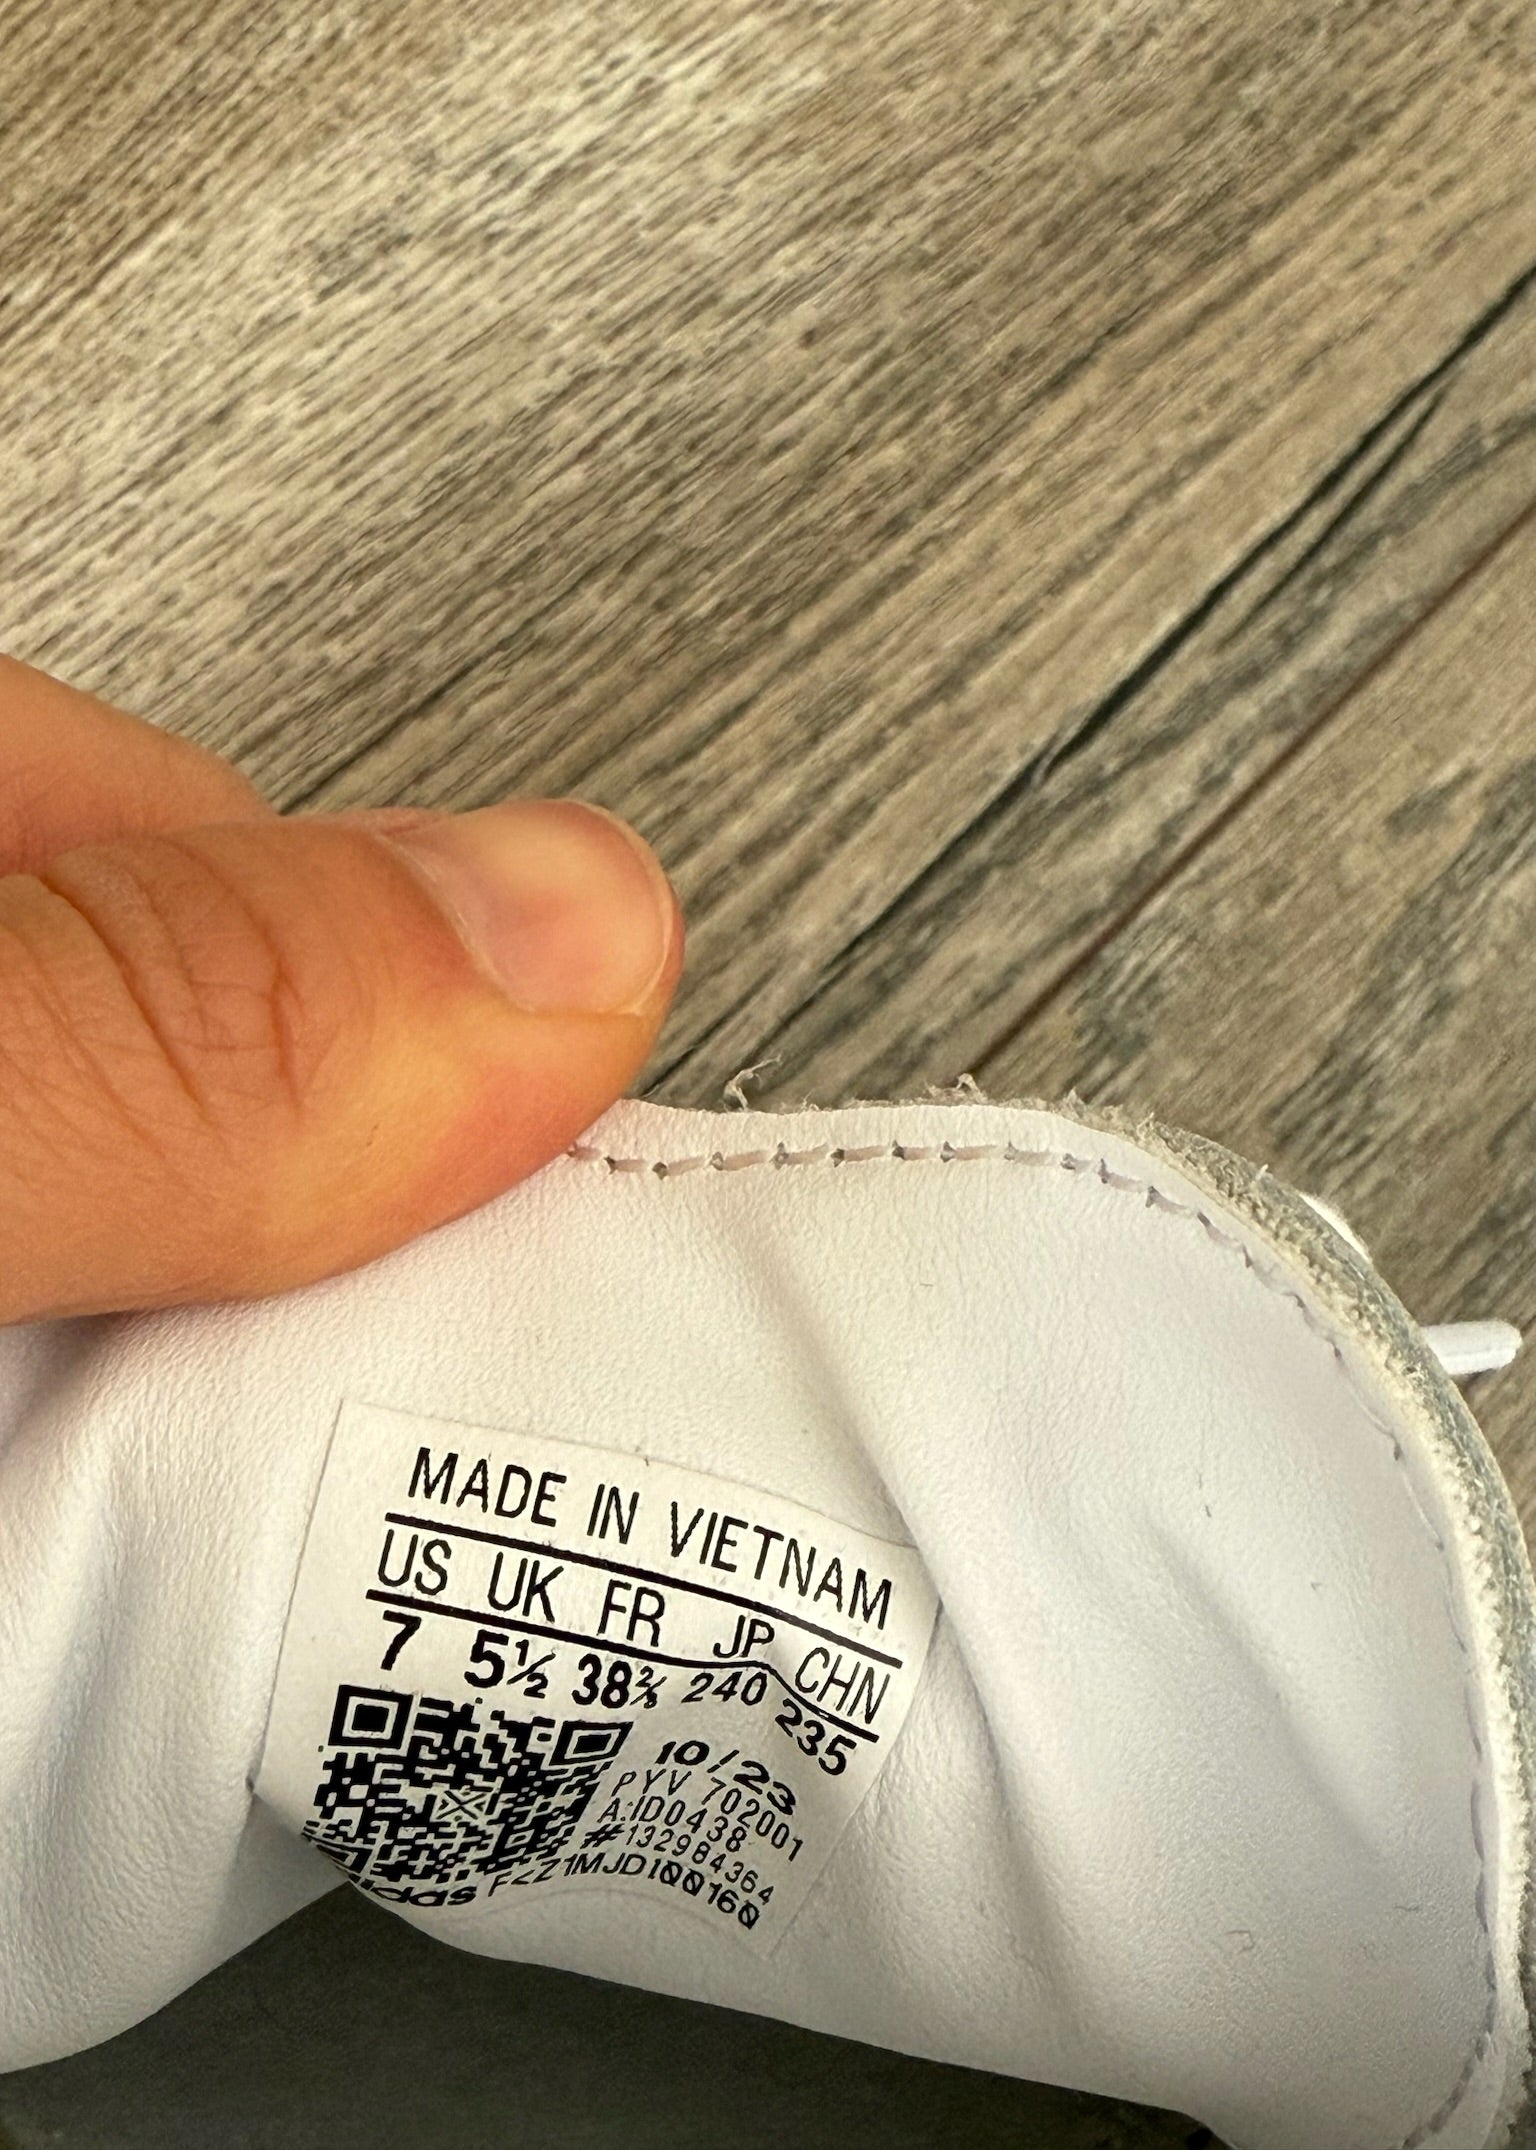 MADE IN VIETNAM
US UK FR JP CHN
7 5½ 38⅔ 240 235
10/23
PYV 702001
A:ID0438
#132984364
adidas FZZ1MJD100160